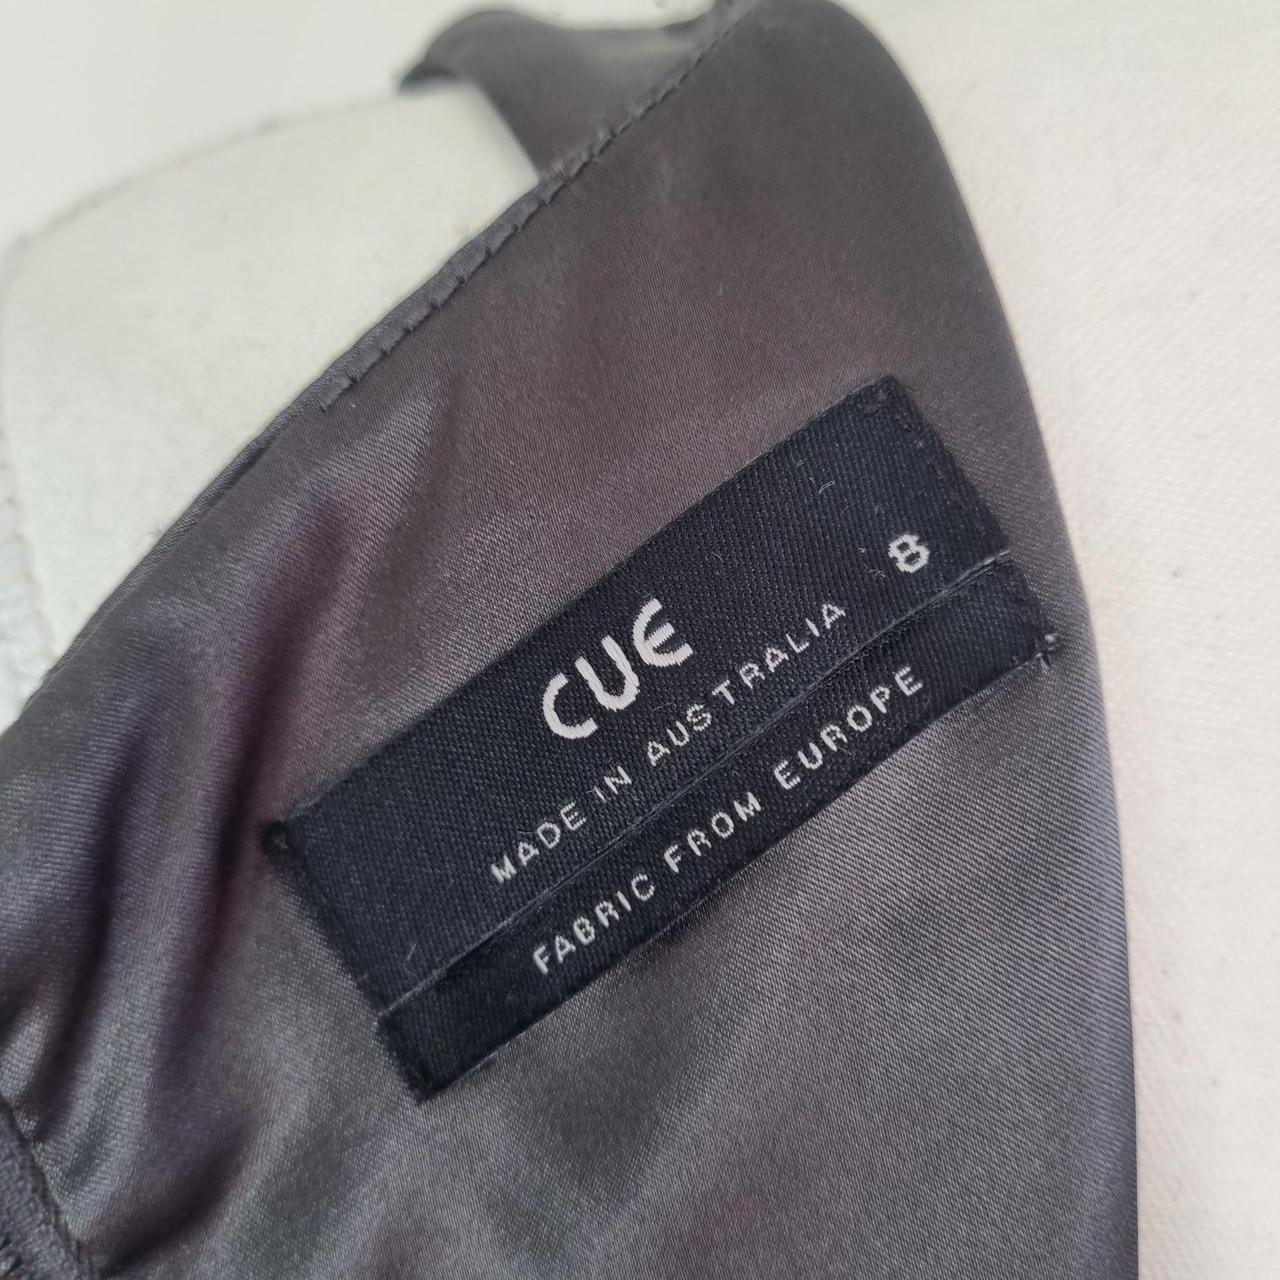 CUE
MADE IN AUSTRALIA 8
FABRIC FROM EUROPE